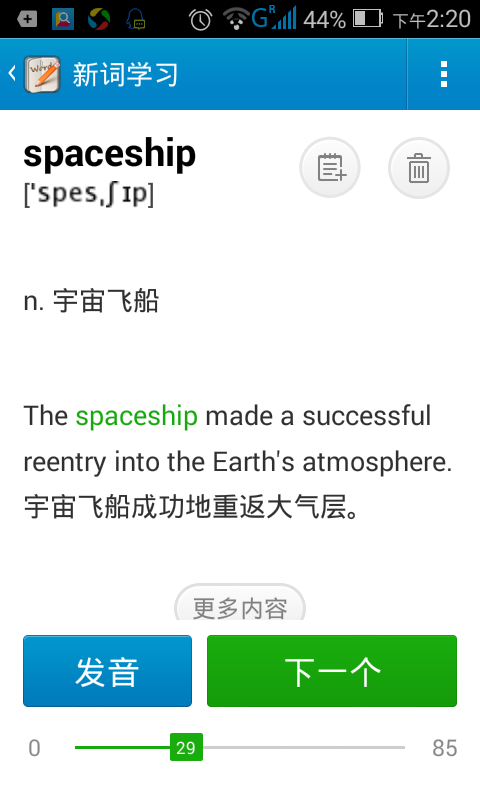 44% 下午2:20
新词学习
spaceship
['spes,ʃɪp]
n. 宇宙飞船
The spaceship made a successful
reentry into the Earth's atmosphere.
宇宙飞船成功地重返大气层。
更多内容
发音 下一个
0 29 85